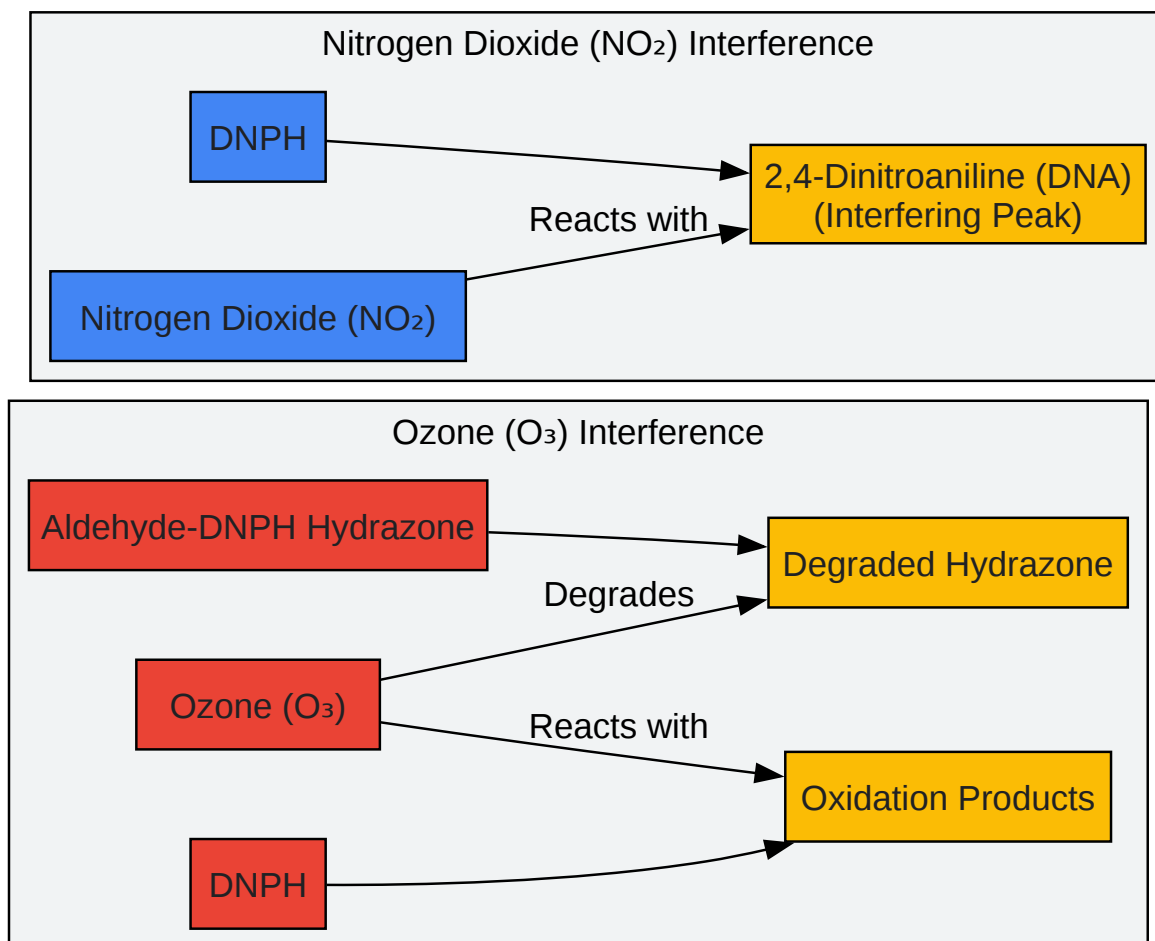 Nitrogen Dioxide (NO₂) Interference
DNPH
2,4-Dinitroaniline (DNA)
(Interfering Peak)
Reacts with
Nitrogen Dioxide (NO₂)
Ozone (O₃) Interference
Aldehyde-DNPH Hydrazone
Degraded Hydrazone
Degrades
Ozone (O₃)
Reacts with
Oxidation Products
DNPH